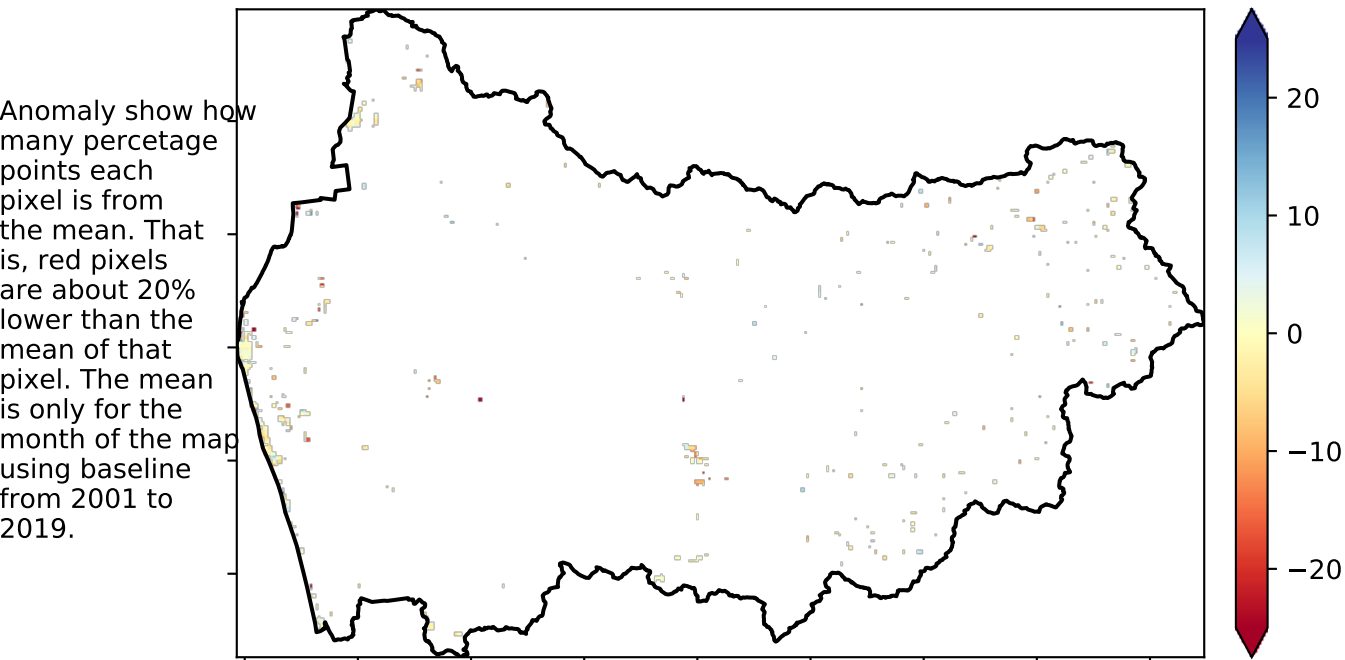 Anomaly show how
many percetage
points each
pixel is from
the mean. That
is, red pixels
are about 20%
lower than the
mean of that
pixel. The mean
is only for the
month of the map
using baseline
from 2001 to
2019.
20
10
0
−10
−20